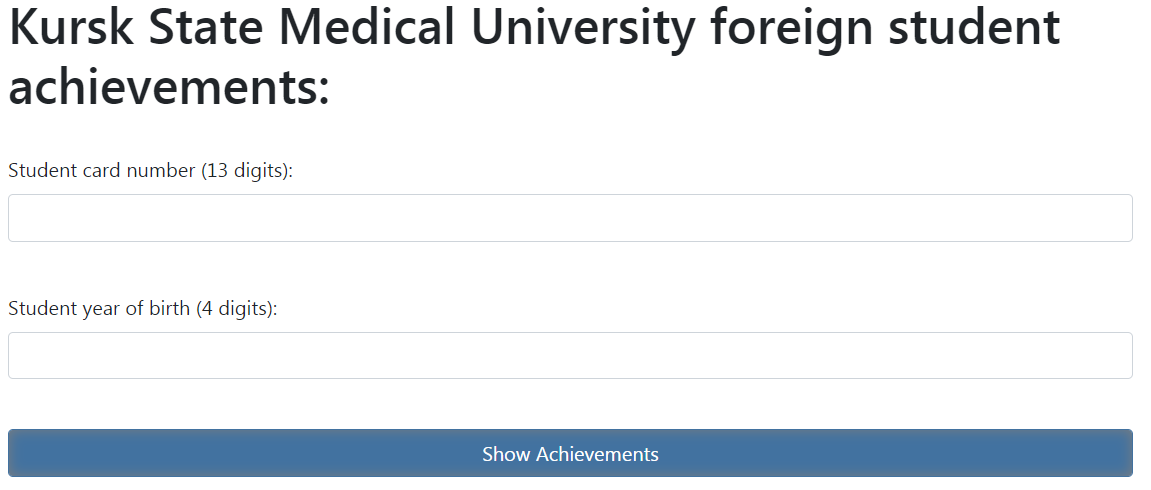 Kursk State Medical University foreign student
achievements:
Student card number (13 digits):
Student year of birth (4 digits):
Show Achievements